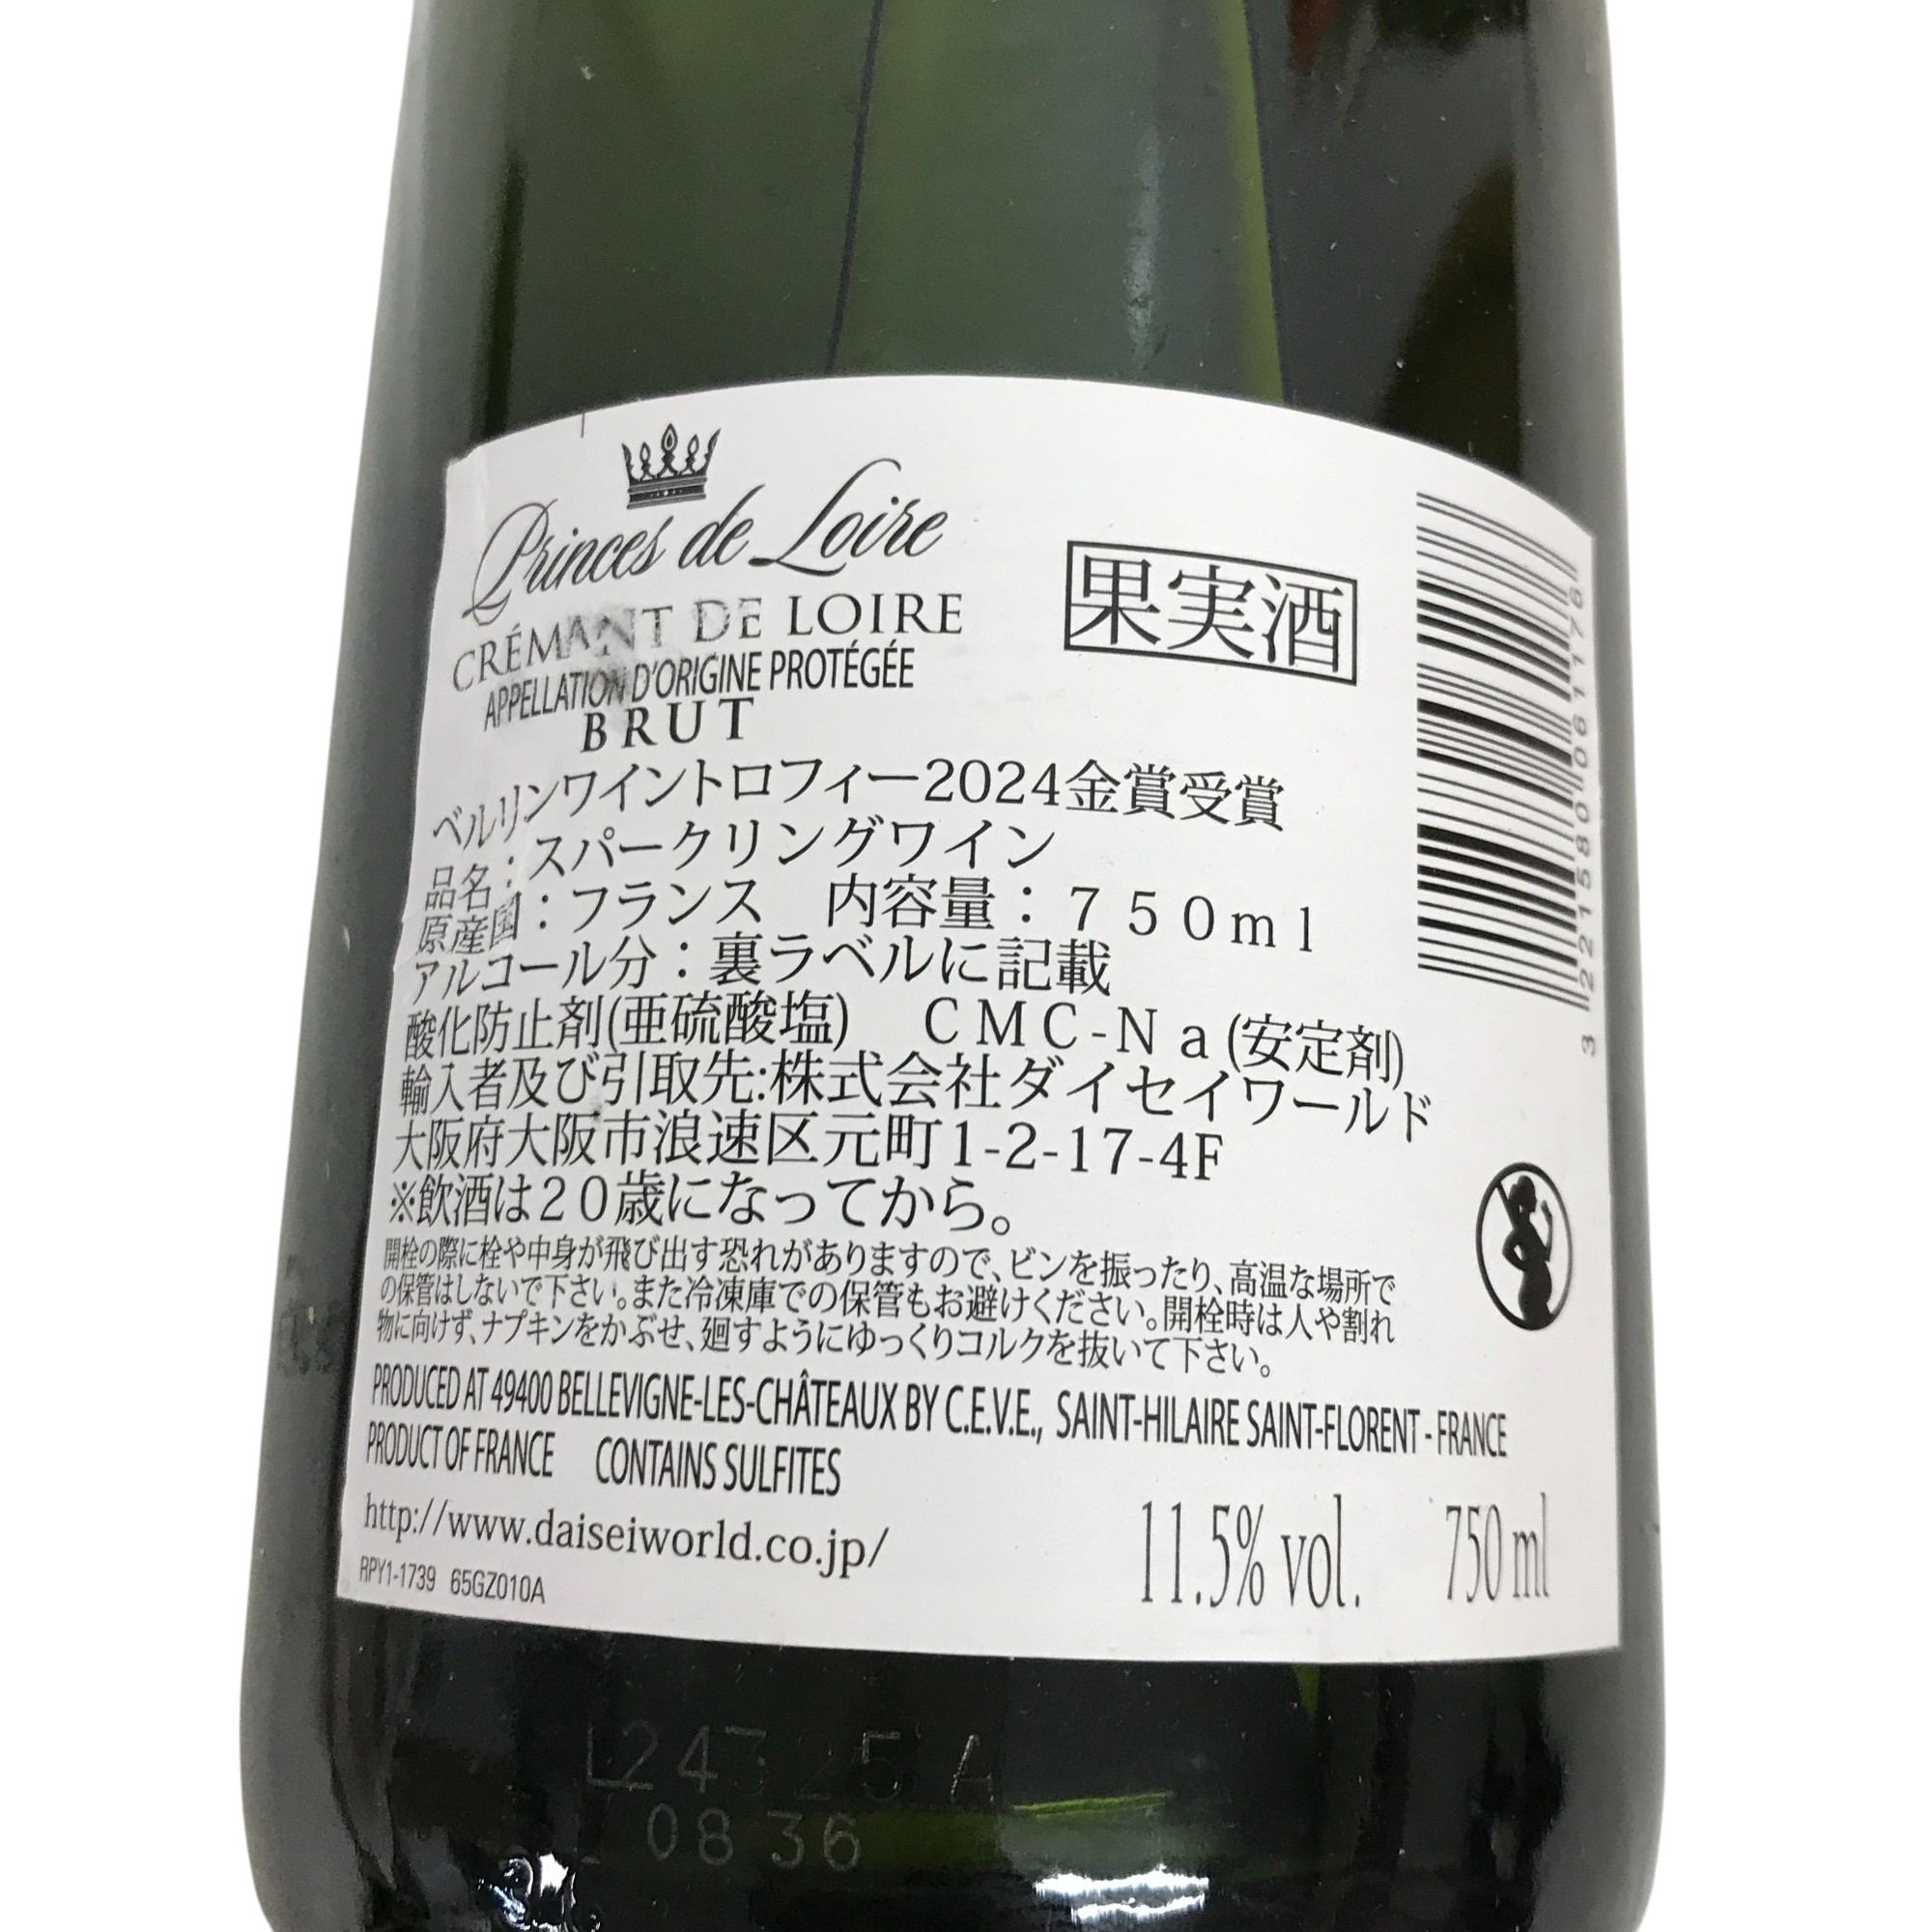 Princes de Loire
CRÉMANT DE LOIRE
APPELLATION D'ORIGINE PROTÉGÉE
BRUT
果実酒
ベルリンワイントロフィー2024金賞受賞
品名：スパークリングワイン
原産国：フランス　内容量：７５０ｍｌ
アルコール分：裏ラベルに記載
酸化防止剤(亜硫酸塩)　ＣＭＣ-Ｎａ(安定剤)
輸入者及び引取先:株式会社ダイセイワールド
大阪府大阪市浪速区元町1-2-17-4F
※飲酒は２０歳になってから。
開栓の際に栓や中身が飛び出す恐れがありますので、ビンを振ったり、高温な場所で
の保管はしないで下さい。また冷凍庫での保管もお避けください。開栓時は人や割れ
物に向けず、ナプキンをかぶせ、廻すようにゆっくりコルクを抜いて下さい。
PRODUCED AT 49400 BELLEVIGNE-LES-CHÂTEAUX BY C.E.V.E., SAINT-HILAIRE SAINT-FLORENT - FRANCE
PRODUCT OF FRANCE CONTAINS SULFITES
http://www.daiseiworld.co.jp/
11.5% vol. 750 ml
RPY1-1739 65GZ010A
3 221580 061176
L24325 A
0836